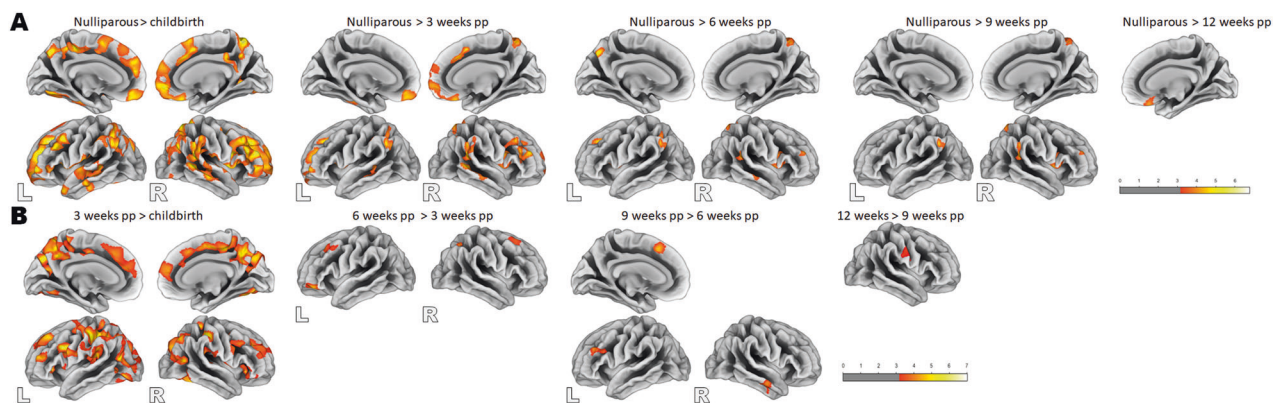 A
Nulliparous > childbirth
Nulliparous > 3 weeks pp
Nulliparous > 6 weeks pp
Nulliparous > 9 weeks pp
Nulliparous > 12 weeks pp
L
R
L
R
L
R
L
R
0 1 2 3 4 5 6
B
3 weeks pp > childbirth
6 weeks pp > 3 weeks pp
9 weeks pp > 6 weeks pp
12 weeks > 9 weeks pp
L
R
L
R
L
R
0 1 2 3 4 5 6 7